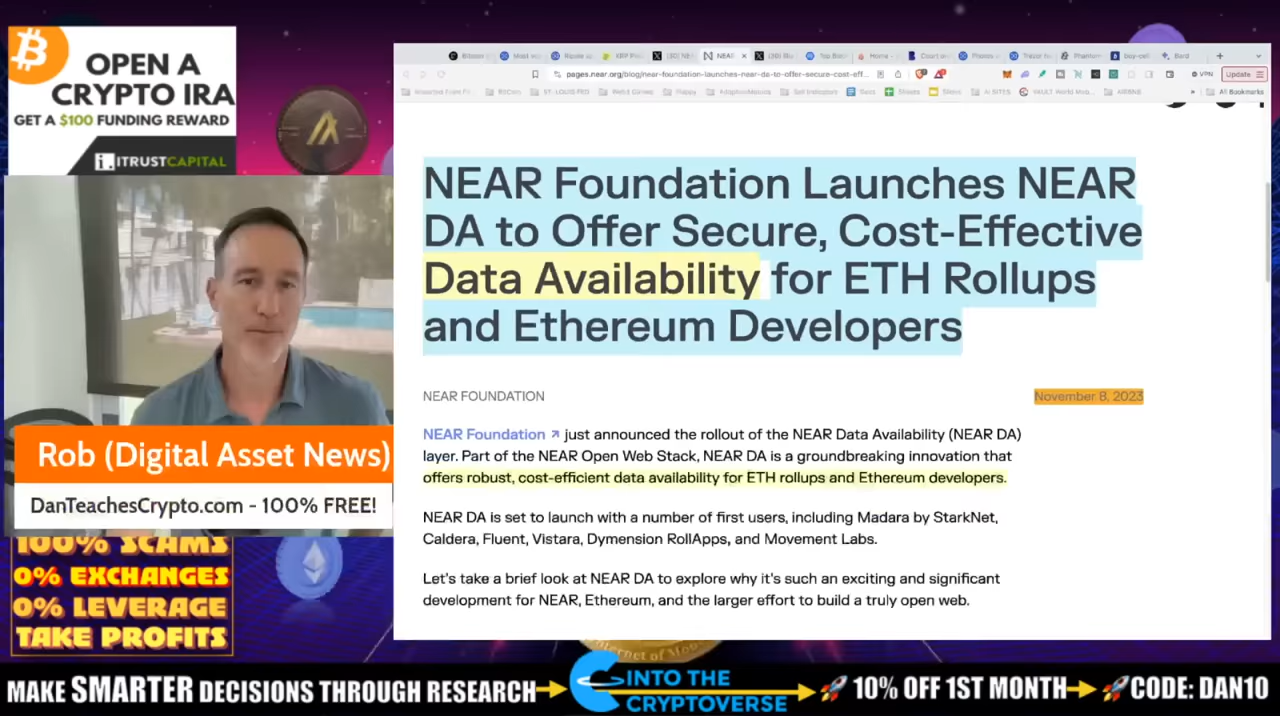 OPEN A
CRYPTO IRA
GET A $100 FUNDING REWARD
i. ITRUSTCAPITAL
Rob (Digital Asset News)
DanTeachesCrypto.com - 100% FREE!
100% SCAMS
0% EXCHANGES
0% LEVERAGE
TAKE PROFITS
pages.near.org/blog/near-foundation-launches-near-da-to-offer-secure-cost-eff...
VPN
Update
All Bookmarks
NEAR Foundation Launches NEAR
DA to Offer Secure, Cost-Effective
Data Availability for ETH Rollups
and Ethereum Developers
NEAR FOUNDATION
November 8, 2023
NEAR Foundation ↗ just announced the rollout of the NEAR Data Availability (NEAR DA)
layer. Part of the NEAR Open Web Stack, NEAR DA is a groundbreaking innovation that
offers robust, cost-efficient data availability for ETH rollups and Ethereum developers.
NEAR DA is set to launch with a number of first users, including Madara by StarkNet,
Caldera, Fluent, Vistara, Dymension RollApps, and Movement Labs.
Let's take a brief look at NEAR DA to explore why it's such an exciting and significant
development for NEAR, Ethereum, and the larger effort to build a truly open web.
MAKE SMARTER DECISIONS THROUGH RESEARCH
INTO THE
CRYPTOVERSE
10% OFF 1ST MONTH
CODE: DAN10